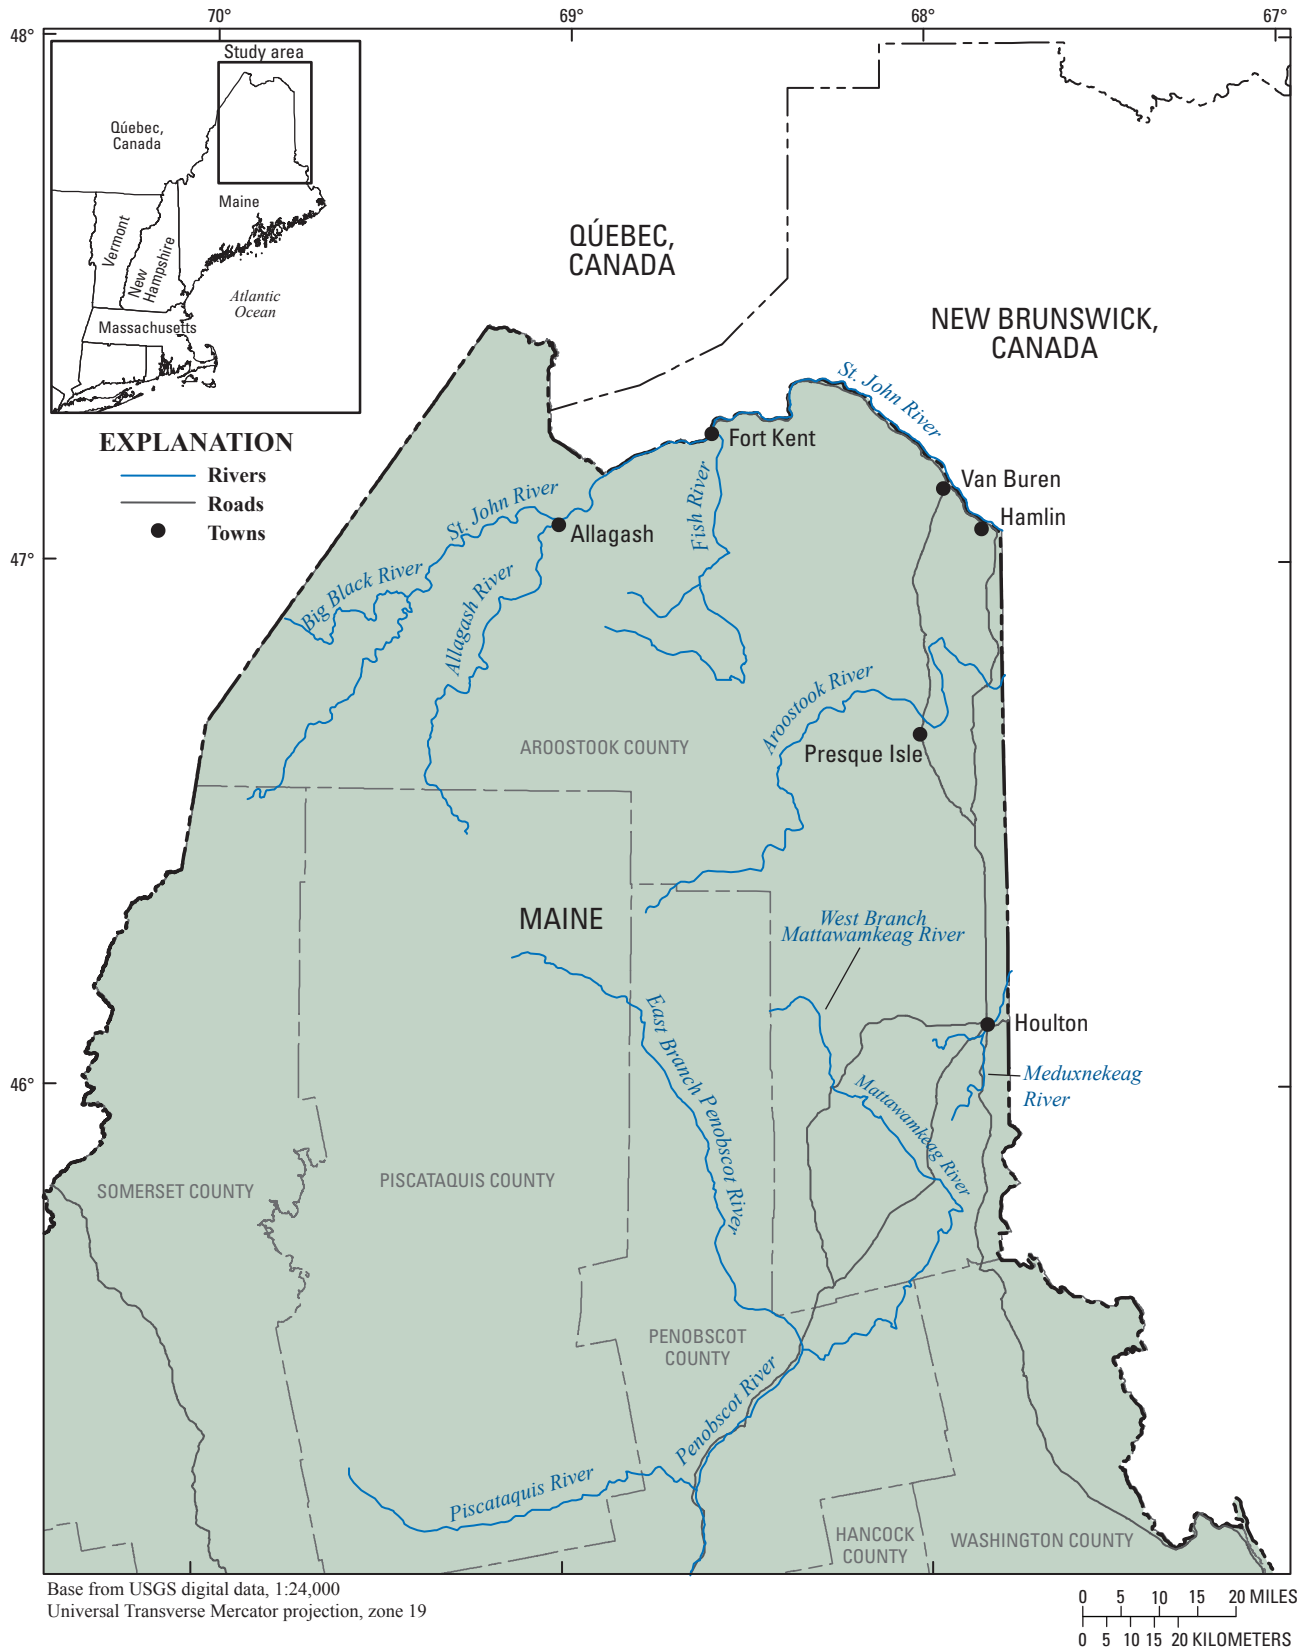 70°
69°
68°
67°
48°
47°
46°
Study area
Qúebec,
Canada
Maine
Vermont
New
Hampshire
Massachusetts
Atlantic
Ocean
QÚEBEC,
CANADA
NEW BRUNSWICK,
CANADA
EXPLANATION
Rivers
Roads
Towns
St. John River
Fort Kent
Van Buren
Hamlin
Fish River
St. John River
Allagash
Big Black River
Allagash River
Aroostook River
AROOSTOOK COUNTY
Presque Isle
MAINE
West Branch
Mattawamkeag River
East Branch Penobscot River
Houlton
Meduxnekeag
River
Mattawamkeag River
SOMERSET COUNTY
PISCATAQUIS COUNTY
PENOBSCOT
COUNTY
Penobscot River
Piscataquis River
HANCOCK
COUNTY
WASHINGTON COUNTY
Base from USGS digital data, 1:24,000
Universal Transverse Mercator projection, zone 19
0 5 10 15 20 MILES
0 5 10 15 20 KILOMETERS